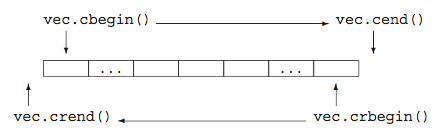 vec.cbegin() vec.cend()
... ...
vec.crend() vec.crbegin()